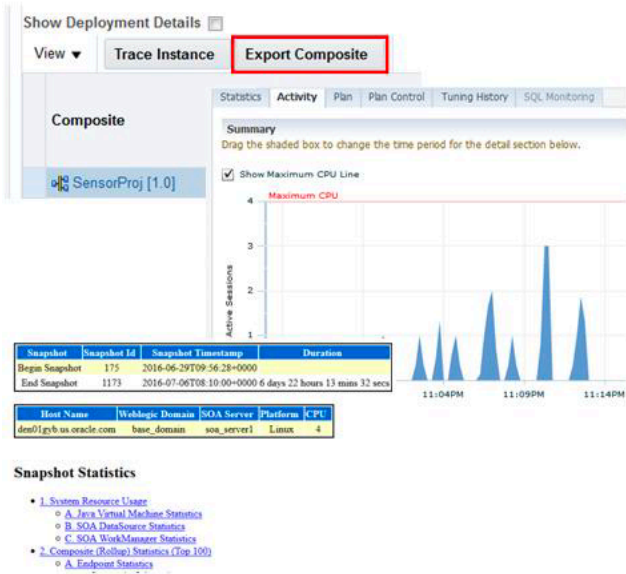 Show Deployment Details
View ▼ Trace Instance Export Composite
Composite
SensorProj [1.0]
Statistics Activity Plan Plan Control Tuning History SQL Monitoring
Summary
Drag the shaded box to change the time period for the detail section below.
Show Maximum CPU Line
Maximum CPU
4
3
2
1
Active Sessions
11:04PM 11:09PM 11:14PM
Snapshot Snapshot Id Snapshot Timestamp Duration
Begin Snapshot 175 2016-06-29T09:56:28+0000
End Snapshot 1173 2016-07-06T08:10:00+0000 6 days 22 hours 13 mins 32 secs
Host Name Weblogic Domain SOA Server Platform CPU
den01gyb.us.oracle.com base_domain soa_server1 Linux 4
Snapshot Statistics
1. System Resource Usage
A. Java Virtual Machine Statistics
B. SOA DataSource Statistics
C. SOA WorkManager Statistics
2. Composite (Rollup) Statistics (Top 100)
A. Endpoint Statistics